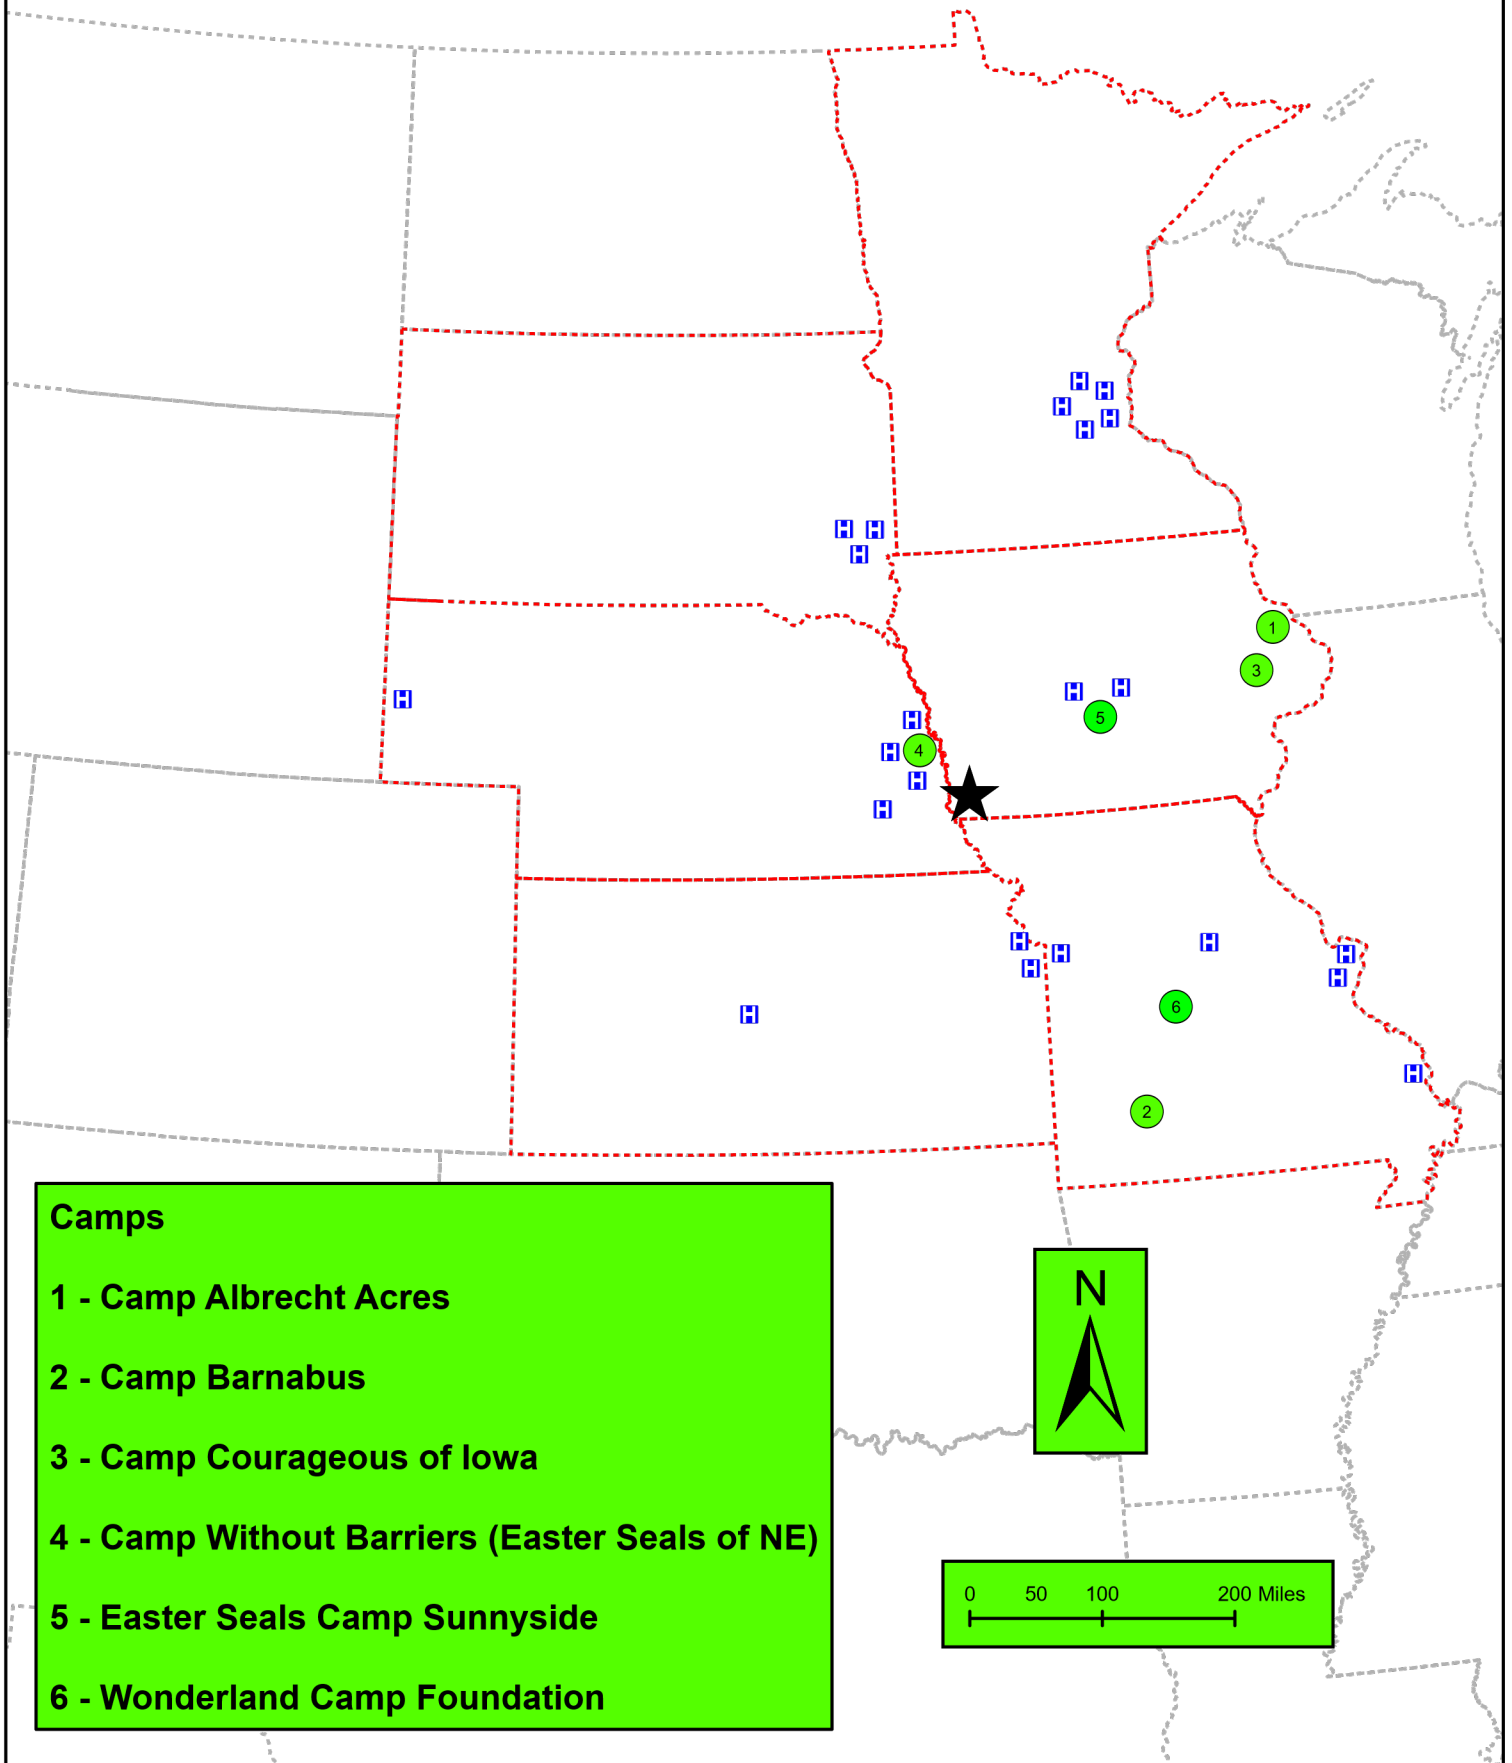 H
H
H
H
H
H
H
H
1
3
H
H
H
5
H
4
H
H
H
H
H
H
H
H
H
6
H
H
2
Camps
1 - Camp Albrecht Acres
2 - Camp Barnabus
3 - Camp Courageous of Iowa
4 - Camp Without Barriers (Easter Seals of NE)
5 - Easter Seals Camp Sunnyside
6 - Wonderland Camp Foundation
N
0 50 100 200 Miles